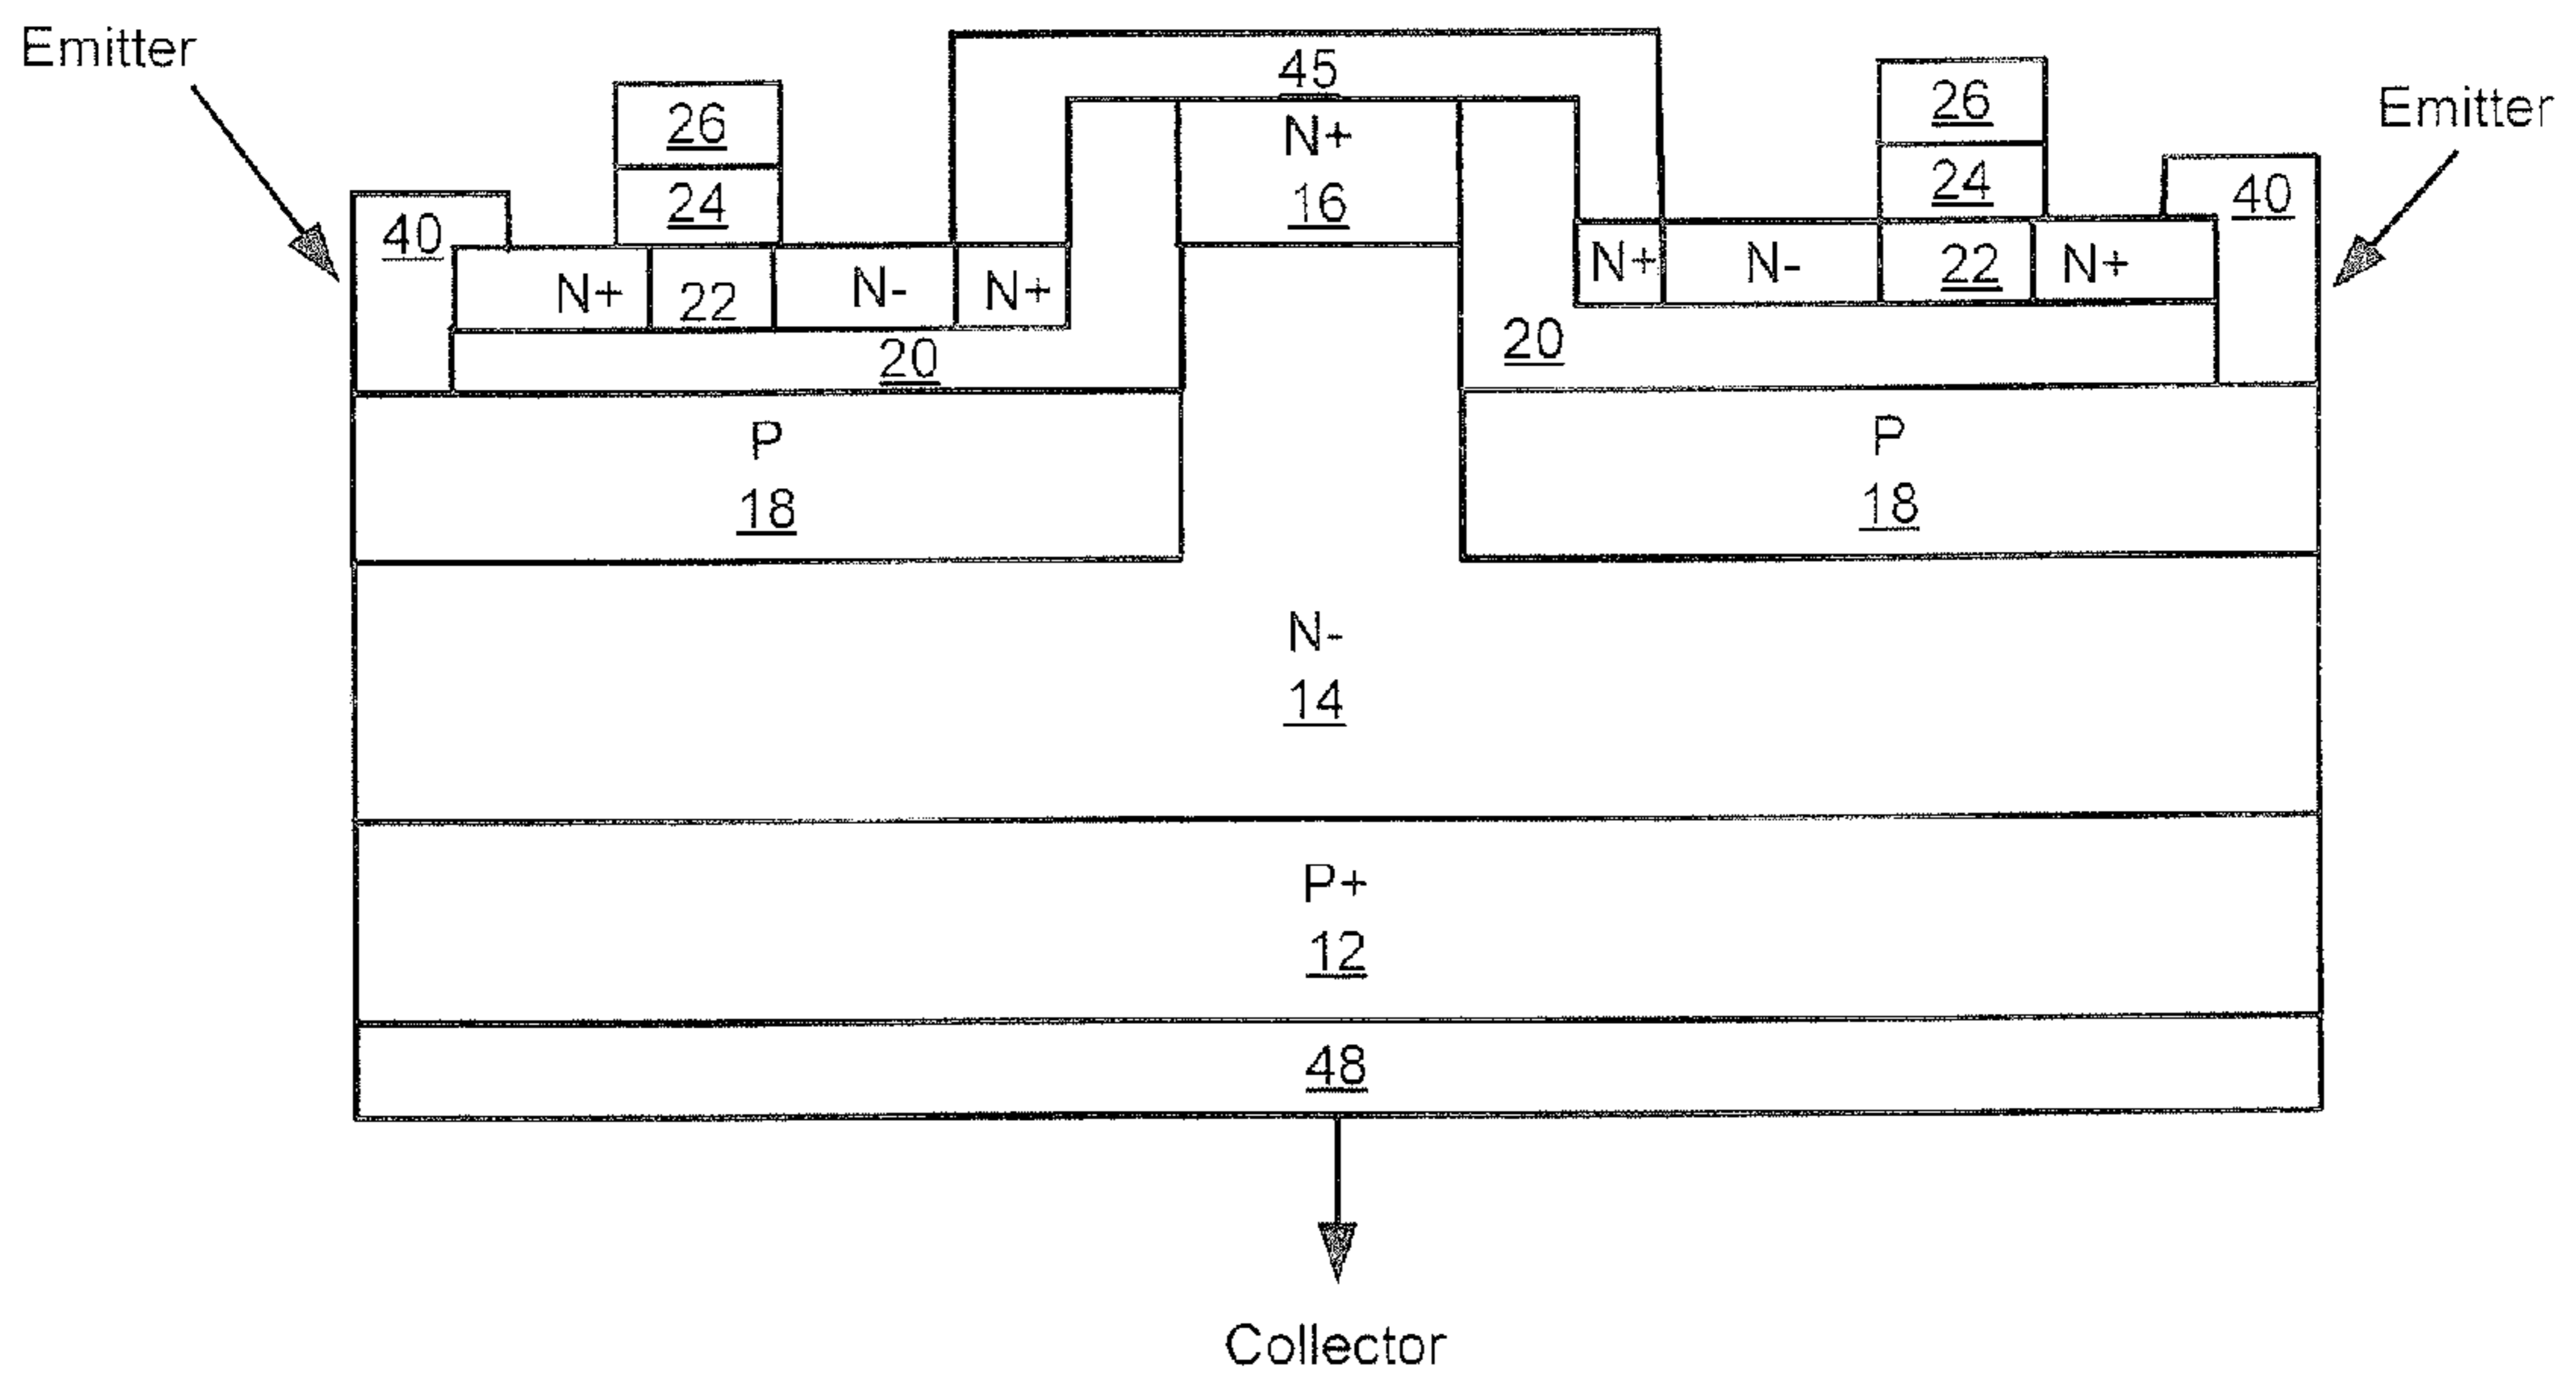 Emitter
45
26
26
Emitter
24
N+
24
16
40
40
N+
22
N-
N+
N+
N-
22
N+
20
20
P
18
P
18
N-
14
P+
12
48
Collector